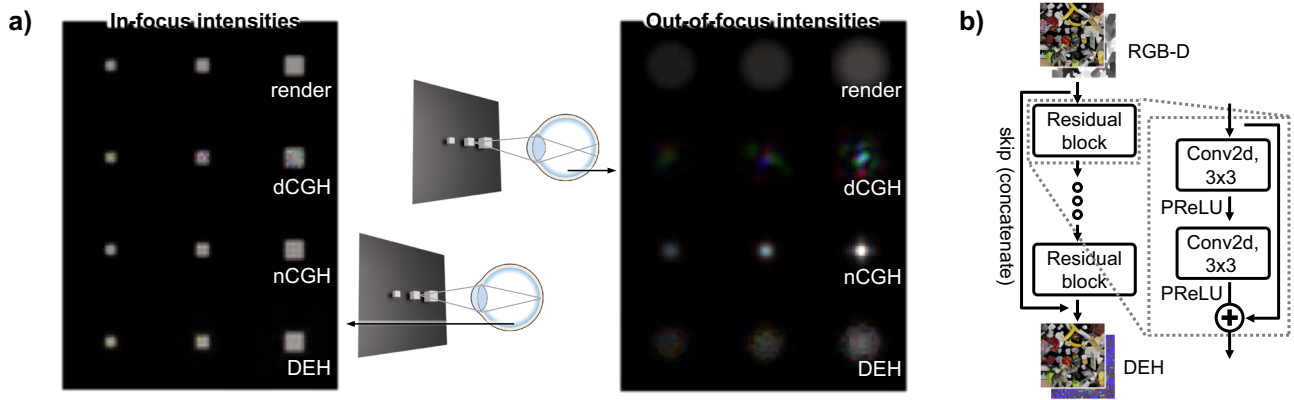 a)
In-focus intensities
render
dCGH
nCGH
DEH
Out-of-focus intensities
render
dCGH
nCGH
DEH
b)
RGB-D
skip (concatenate)
Residual
block
Residual
block
DEH
Conv2d,
3x3
PReLU
Conv2d,
3x3
PReLU
+